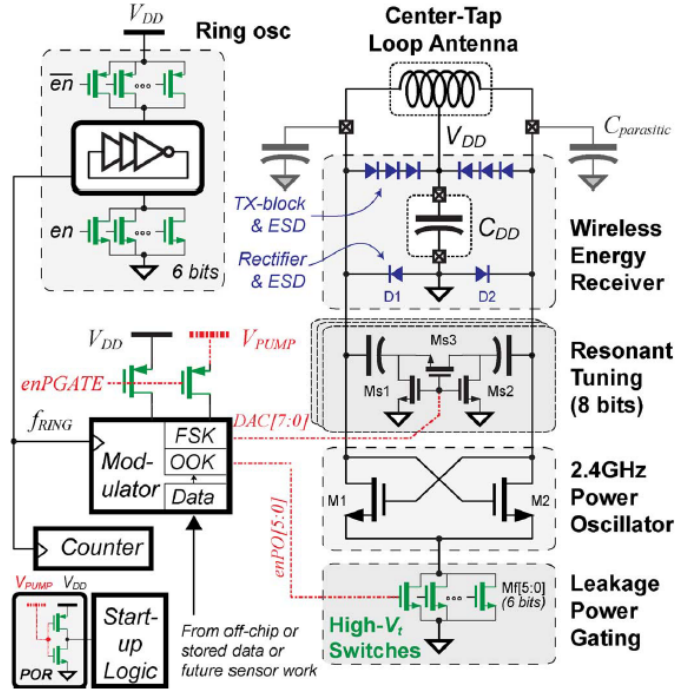 V_DD
Ring osc
en
en
6 bits
Center-Tap
Loop Antenna
V_DD
C_parasitic
TX-block
& ESD
C_DD
Rectifier
& ESD
D1
D2
Wireless
Energy
Receiver
V_DD
V_PUMP
enPGATE
f_RING
DAC[7:0]
FSK
OOK
Data
Mod-
ulator
enPO[5:0]
Counter
Ms3
Ms1
Ms2
Resonant
Tuning
(8 bits)
M1
M2
2.4GHz
Power
Oscillator
V_PUMP
V_DD
POR
Start-
up
Logic
From off-chip or
stored data or
future sensor work
Mf[5:0]
(6 bits)
High-V_t
Switches
Leakage
Power
Gating